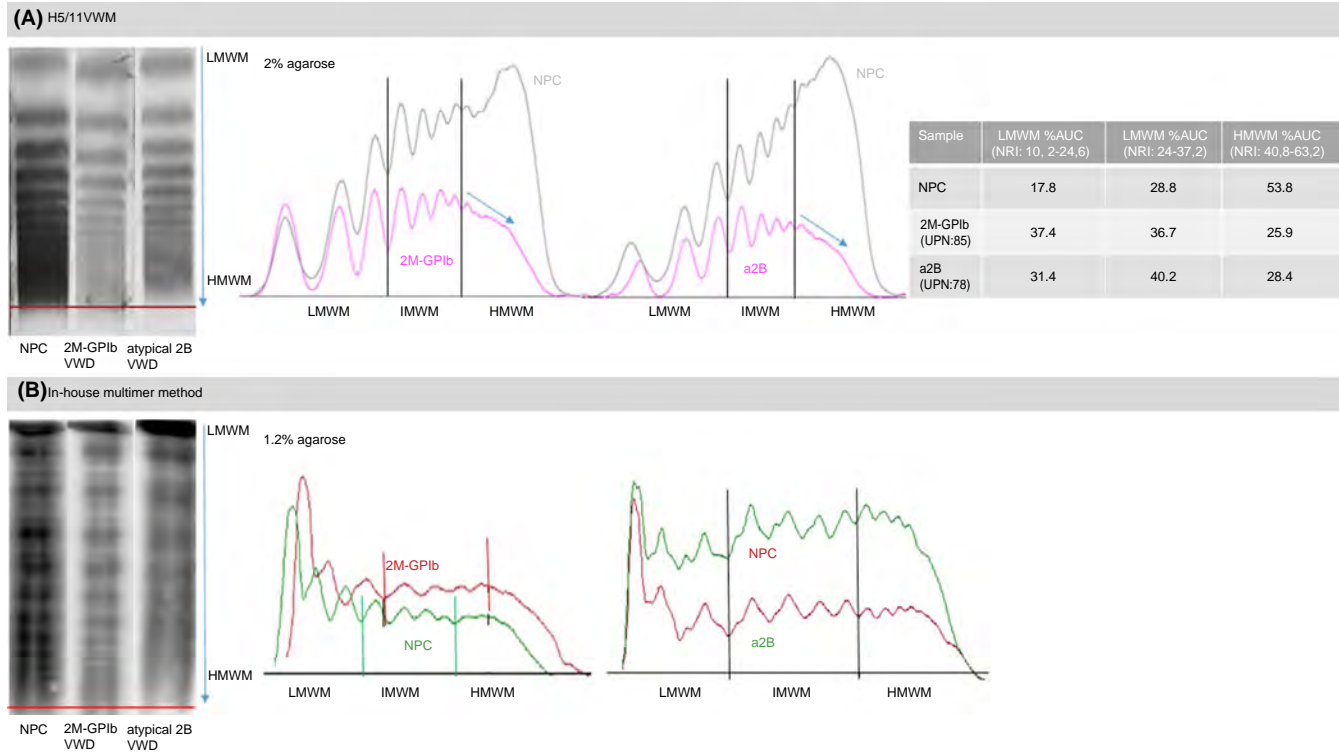 (A) H5/11VWM
LMWM
HMWM
NPC
2M-GPIb
VWD
atypical 2B
VWD
2% agarose
NPC
2M-GPIb
LMWM
IMWM
HMWM
NPC
a2B
LMWM
IMWM
HMWM
Sample LMWM %AUC LMWM %AUC HMWM %AUC
(NRI: 10, 2-24,6) (NRI: 24-37,2) (NRI: 40,8-63,2)
NPC 17.8 28.8 53.8
2M-GPIb
(UPN:85) 37.4 36.7 25.9
a2B
(UPN:78) 31.4 40.2 28.4
(B) In-house multimer method
LMWM
HMWM
NPC
2M-GPIb
VWD
atypical 2B
VWD
1.2% agarose
2M-GPIb
NPC
LMWM
IMWM
HMWM
NPC
a2B
LMWM
IMWM
HMWM